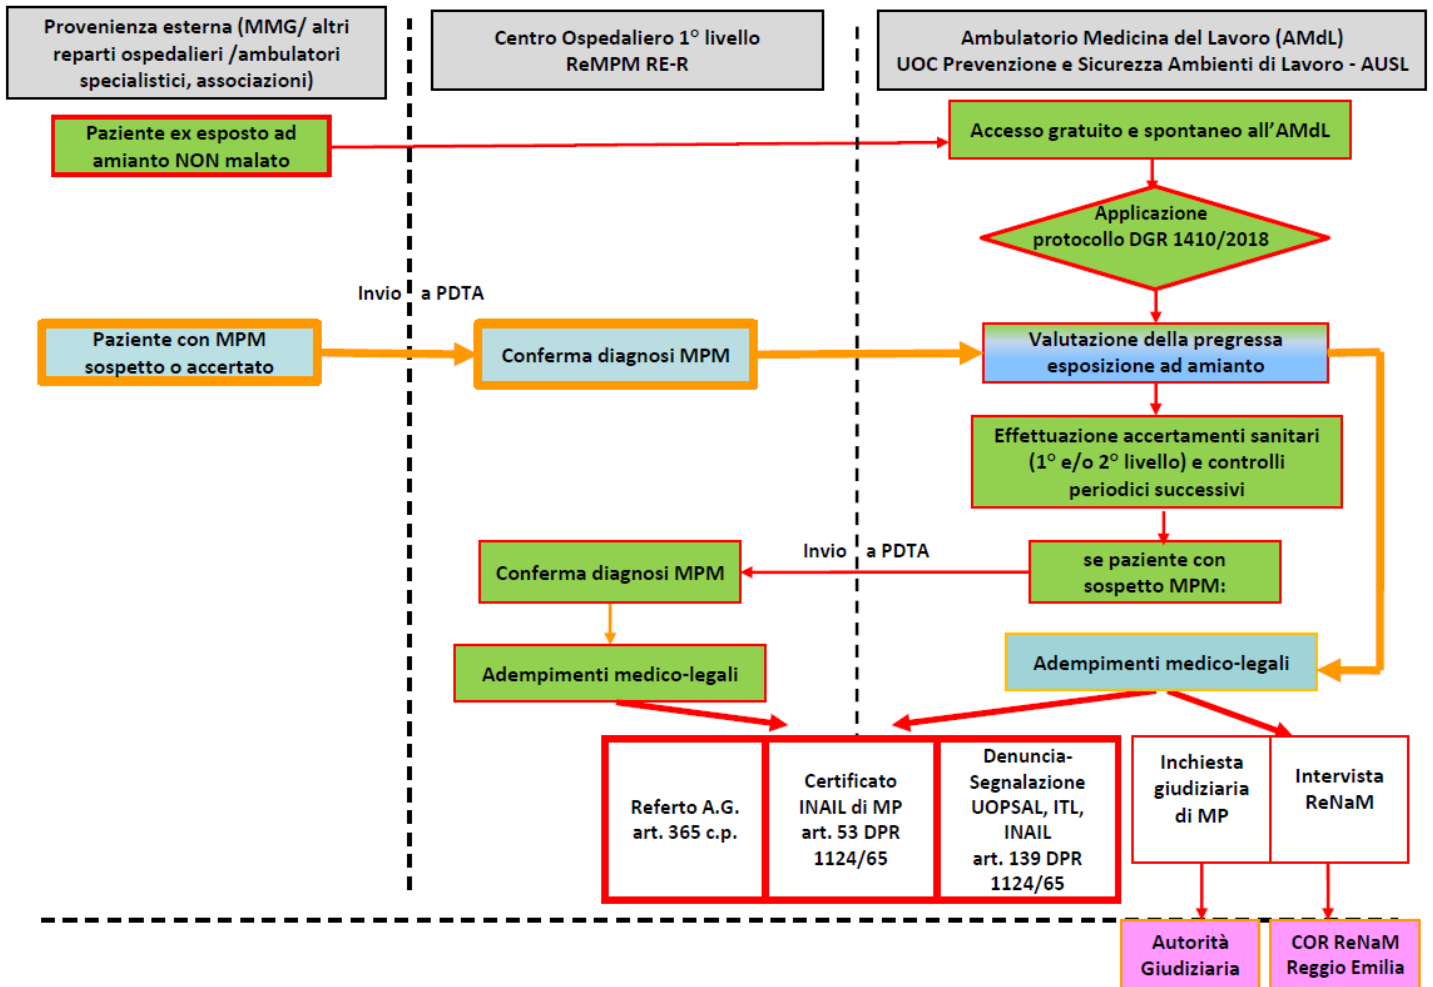 Provenienza esterna (MMG/ altri
reparti ospedalieri /ambulatori
specialistici, associazioni)
Centro Ospedaliero 1° livello
ReMPM RE-R
Ambulatorio Medicina del Lavoro (AMdL)
UOC Prevenzione e Sicurezza Ambienti di Lavoro - AUSL
Paziente ex esposto ad
amianto NON malato
Accesso gratuito e spontaneo all'AMdL
Applicazione
protocollo DGR 1410/2018
Invio a PDTA
Paziente con MPM
sospetto o accertato
Conferma diagnosi MPM
Valutazione della pregressa
esposizione ad amianto
Effettuazione accertamenti sanitari
(1° e/o 2° livello) e controlli
periodici successivi
Invio a PDTA
se paziente con
sospetto MPM:
Conferma diagnosi MPM
Adempimenti medico-legali
Adempimenti medico-legali
Referto A.G.
art. 365 c.p.
Certificato
INAIL di MP
art. 53 DPR
1124/65
Denuncia-
Segnalazione
UOPSAL, ITL,
INAIL
art. 139 DPR
1124/65
Inchiesta
giudiziaria
di MP
Intervista
ReNaM
Autorità
Giudiziaria
COR ReNaM
Reggio Emilia